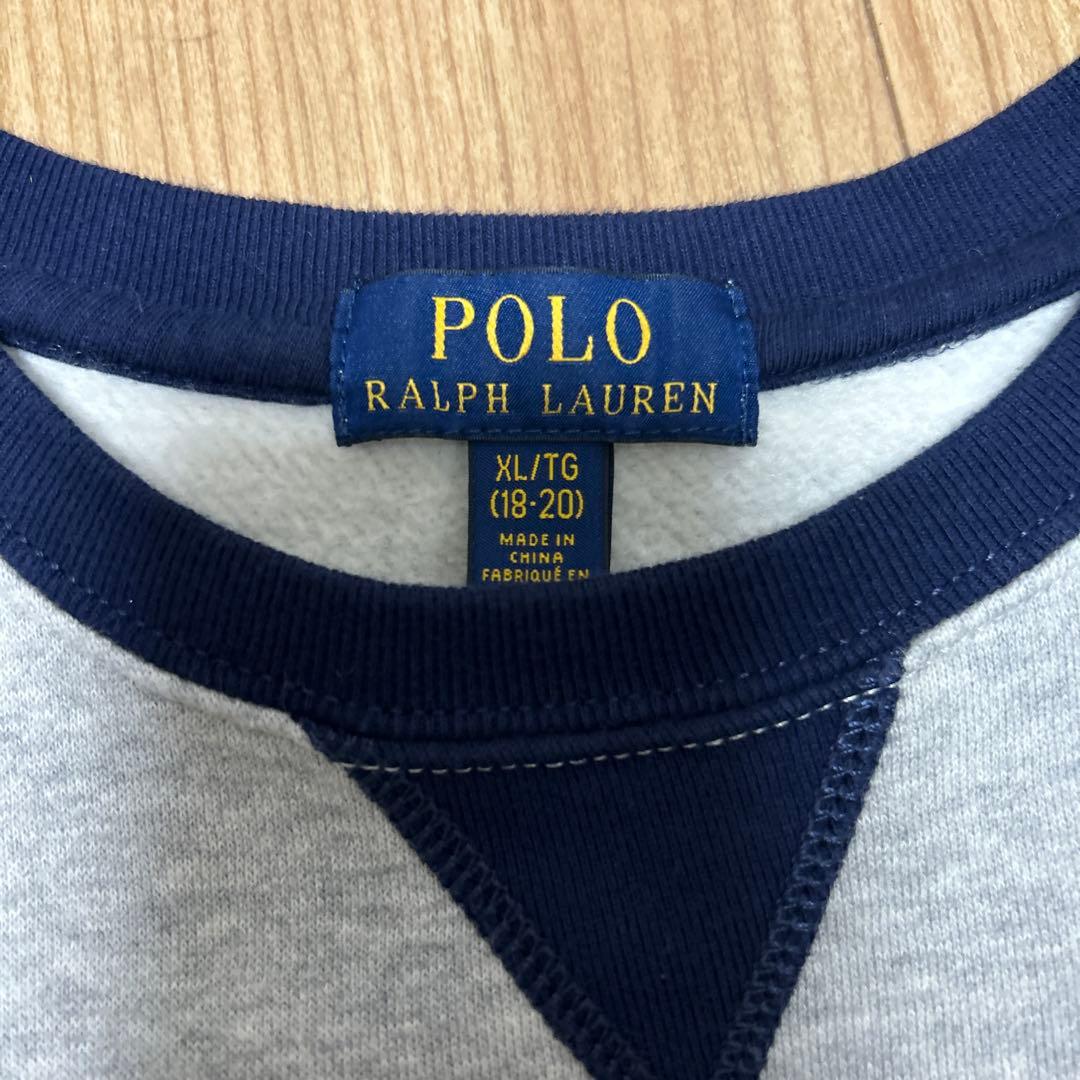 POLO
RALPH LAUREN
XL/TG
(18-20)
MADE IN
CHINA
FABRIQUÉ EN